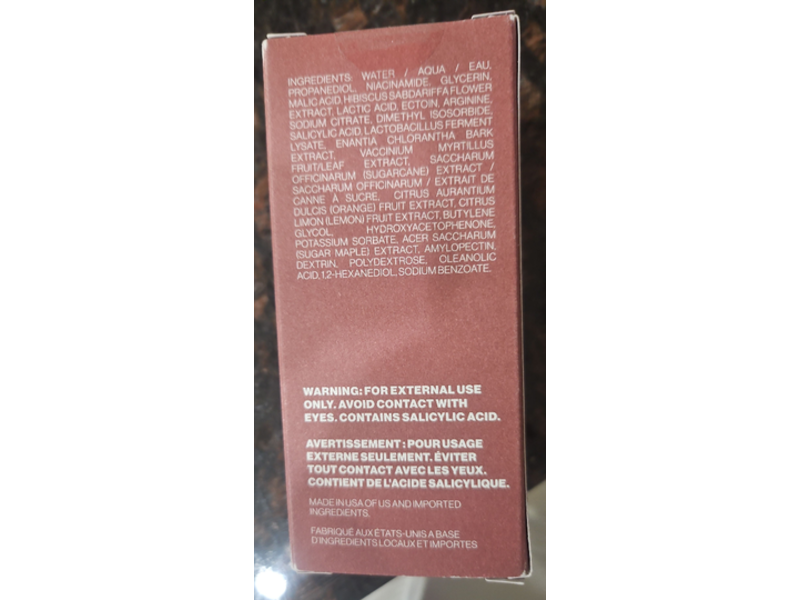 INGREDIENTS: WATER / AQUA / EAU,
PROPANEDIOL, NIACINAMIDE, GLYCERIN,
MALIC ACID, HIBISCUS SABDARIFFA FLOWER
EXTRACT, LACTIC ACID, ECTOIN, ARGININE,
SODIUM CITRATE, DIMETHYL ISOSORBIDE,
SALICYLIC ACID, LACTOBACILLUS FERMENT
LYSATE, ENANTIA CHLORANTHA BARK
EXTRACT, VACCINIUM MYRTILLUS
FRUIT/LEAF EXTRACT, SACCHARUM
OFFICINARUM (SUGARCANE) EXTRACT /
SACCHARUM OFFICINARUM / EXTRAIT DE
CANNE À SUCRE, CITRUS AURANTIUM
DULCIS (ORANGE) FRUIT EXTRACT, CITRUS
LIMON (LEMON) FRUIT EXTRACT, BUTYLENE
GLYCOL, HYDROXYACETOPHENONE,
POTASSIUM SORBATE, ACER SACCHARUM
(SUGAR MAPLE) EXTRACT, AMYLOPECTIN,
DEXTRIN, POLYDEXTROSE, OLEANOLIC
ACID, 1,2-HEXANEDIOL, SODIUM BENZOATE.
WARNING: FOR EXTERNAL USE
ONLY. AVOID CONTACT WITH
EYES. CONTAINS SALICYLIC ACID.
AVERTISSEMENT : POUR USAGE
EXTERNE SEULEMENT. ÉVITER
TOUT CONTACT AVEC LES YEUX.
CONTIENT DE L'ACIDE SALICYLIQUE.
MADE IN USA OF US AND IMPORTED
INGREDIENTS.
FABRIQUÉ AUX ÉTATS-UNIS A BASE
D'INGREDIENTS LOCAUX ET IMPORTES